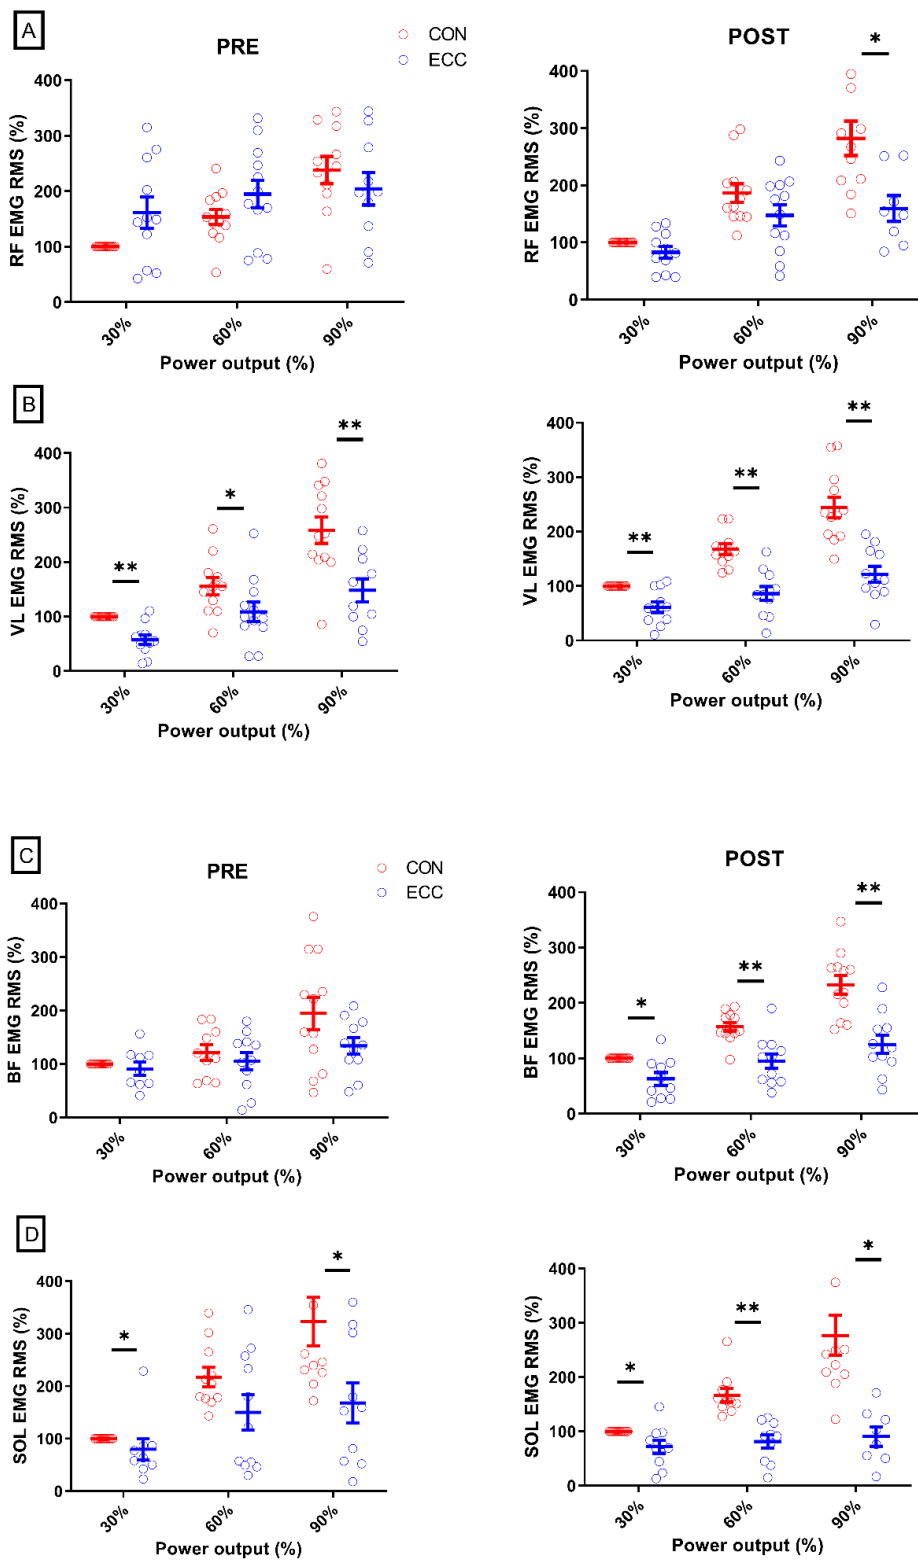 A
PRE
CON
ECC
POST
*
RF EMG RMS (%)
400
300
200
100
0
30%
60%
90%
Power output (%)
RF EMG RMS (%)
400
300
200
100
0
30%
60%
90%
Power output (%)
B
**
*
**
VL EMG RMS (%)
400
300
200
100
0
30%
60%
90%
Power output (%)
**
**
**
VL EMG RMS (%)
400
300
200
100
0
30%
60%
90%
Power output (%)
C
PRE
CON
ECC
POST
BF EMG RMS (%)
400
300
200
100
0
30%
60%
90%
Power output (%)
*
**
**
BF EMG RMS (%)
400
300
200
100
0
30%
60%
90%
Power output (%)
D
*
*
SOL EMG RMS (%)
400
300
200
100
0
30%
60%
90%
Power output (%)
*
**
*
SOL EMG RMS (%)
400
300
200
100
0
30%
60%
90%
Power output (%)